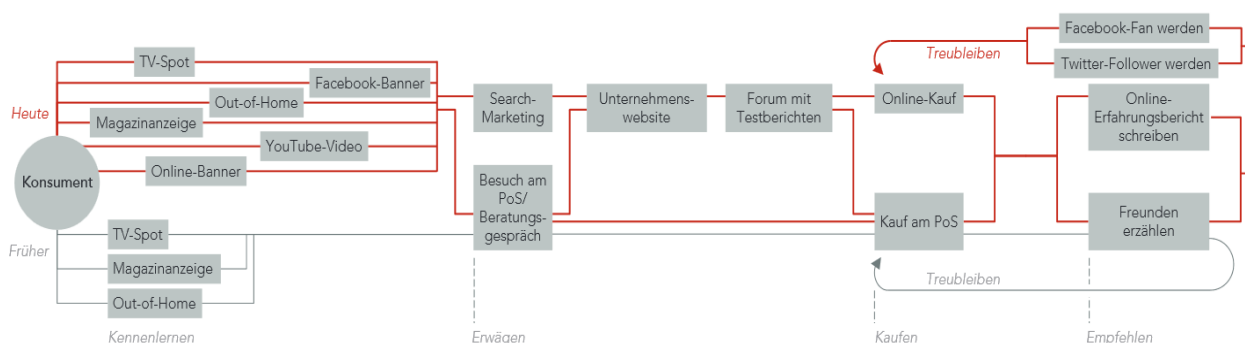 Heute
TV-Spot
Facebook-Banner
Out-of-Home
Magazinanzeige
YouTube-Video
Online-Banner
Konsument
Früher
TV-Spot
Magazinanzeige
Out-of-Home
Kennenlernen
Search-
Marketing
Besuch am
PoS/
Beratungs-
gespräch
Erwägen
Unternehmens-
website
Forum mit
Testberichten
Treubleiben
Online-Kauf
Kauf am PoS
Treubleiben
Kaufen
Facebook-Fan werden
Twitter-Follower werden
Online-
Erfahrungsbericht
schreiben
Freunden
erzählen
Empfehlen